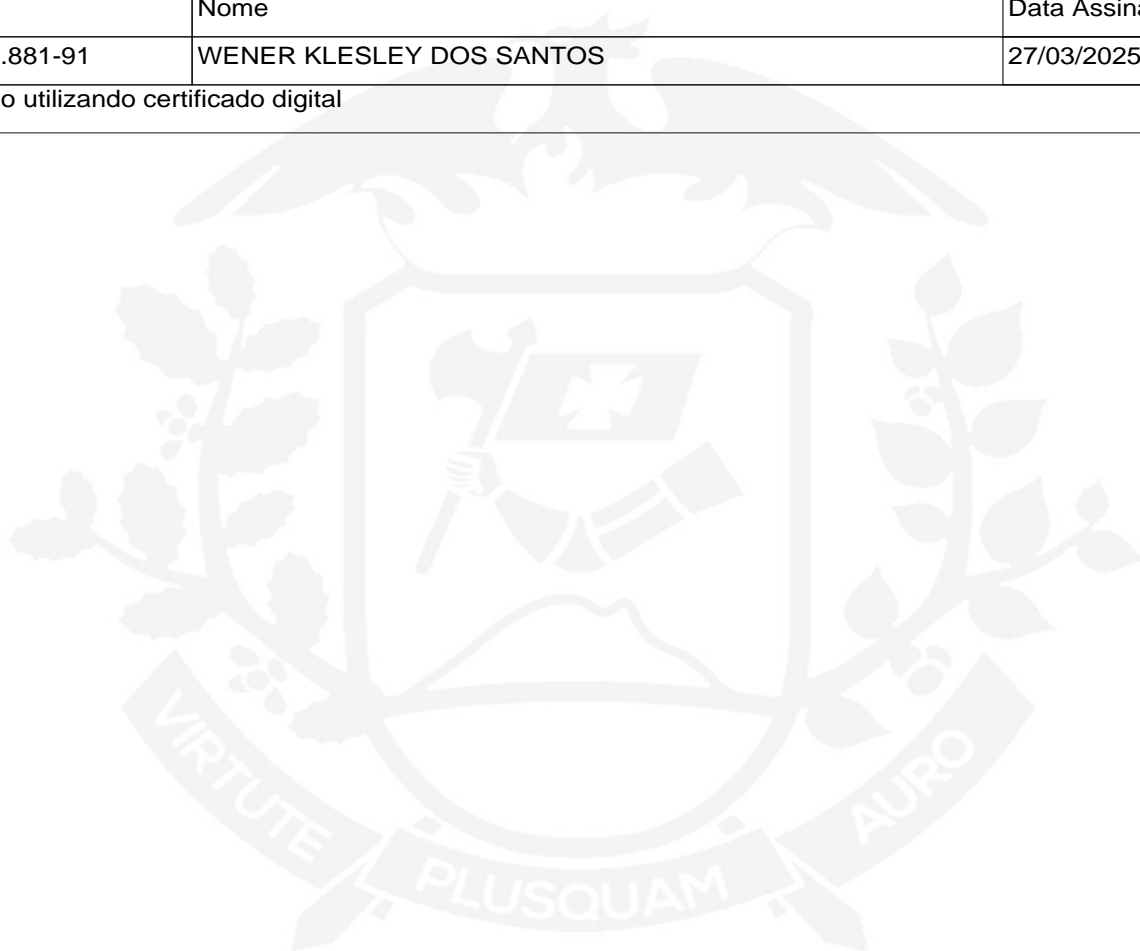 Nome Data Assina
.881-91 WENER KLESLEY DOS SANTOS 27/03/2025
o utilizando certificado digital
VIRTUTE PLUSQUAM AURO